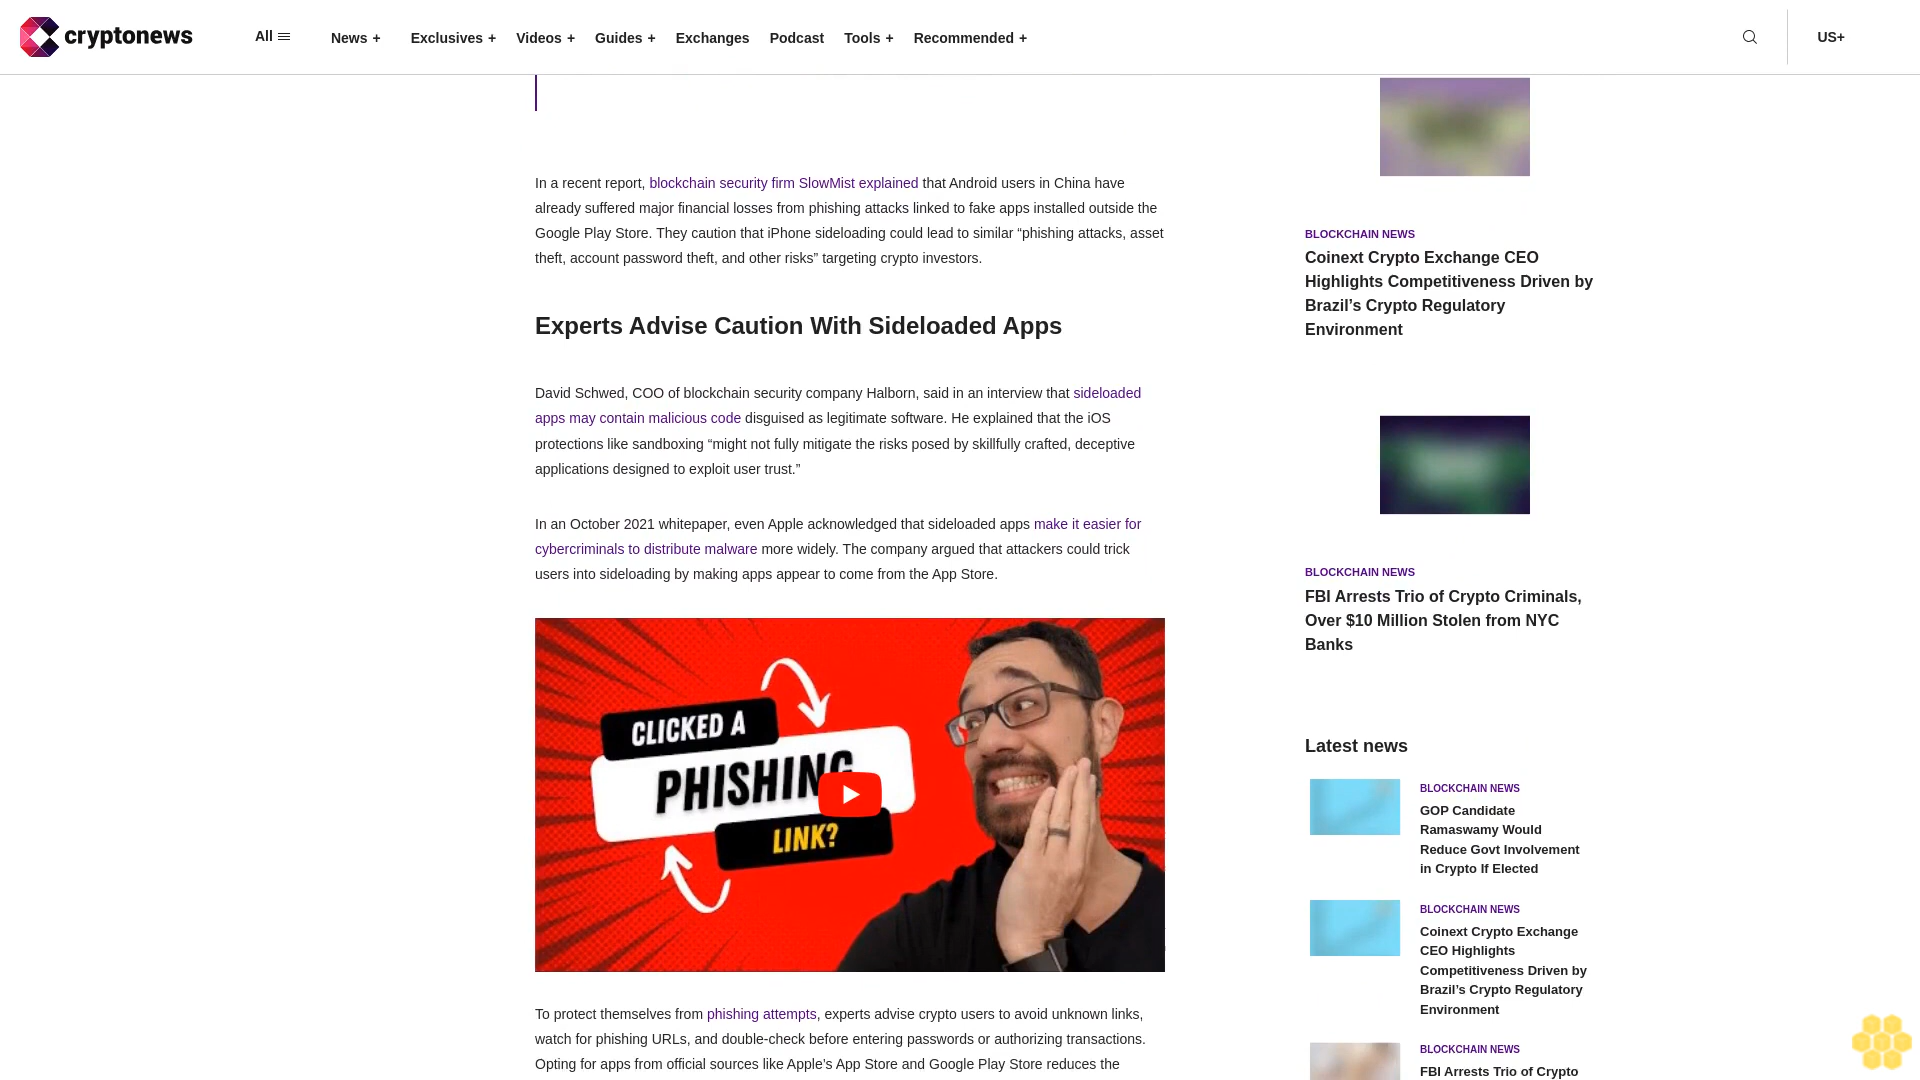 cryptonews
All
News +
Exclusives +
Videos +
Guides +
Exchanges
Podcast
Tools +
Recommended +
US+
In a recent report, blockchain security firm SlowMist explained that Android users in China have
already suffered major financial losses from phishing attacks linked to fake apps installed outside the
Google Play Store. They caution that iPhone sideloading could lead to similar “phishing attacks, asset
theft, account password theft, and other risks” targeting crypto investors.
Experts Advise Caution With Sideloaded Apps
David Schwed, COO of blockchain security company Halborn, said in an interview that sideloaded
apps may contain malicious code disguised as legitimate software. He explained that the iOS
protections like sandboxing “might not fully mitigate the risks posed by skillfully crafted, deceptive
applications designed to exploit user trust.”
In an October 2021 whitepaper, even Apple acknowledged that sideloaded apps make it easier for
cybercriminals to distribute malware more widely. The company argued that attackers could trick
users into sideloading by making apps appear to come from the App Store.
CLICKED A
PHISHING
LINK?
To protect themselves from phishing attempts, experts advise crypto users to avoid unknown links,
watch for phishing URLs, and double-check before entering passwords or authorizing transactions.
Opting for apps from official sources like Apple’s App Store and Google Play Store reduces the
BLOCKCHAIN NEWS
Coinext Crypto Exchange CEO
Highlights Competitiveness Driven by
Brazil’s Crypto Regulatory
Environment
BLOCKCHAIN NEWS
FBI Arrests Trio of Crypto Criminals,
Over $10 Million Stolen from NYC
Banks
Latest news
BLOCKCHAIN NEWS
GOP Candidate
Ramaswamy Would
Reduce Govt Involvement
in Crypto If Elected
BLOCKCHAIN NEWS
Coinext Crypto Exchange
CEO Highlights
Competitiveness Driven by
Brazil’s Crypto Regulatory
Environment
BLOCKCHAIN NEWS
FBI Arrests Trio of Crypto